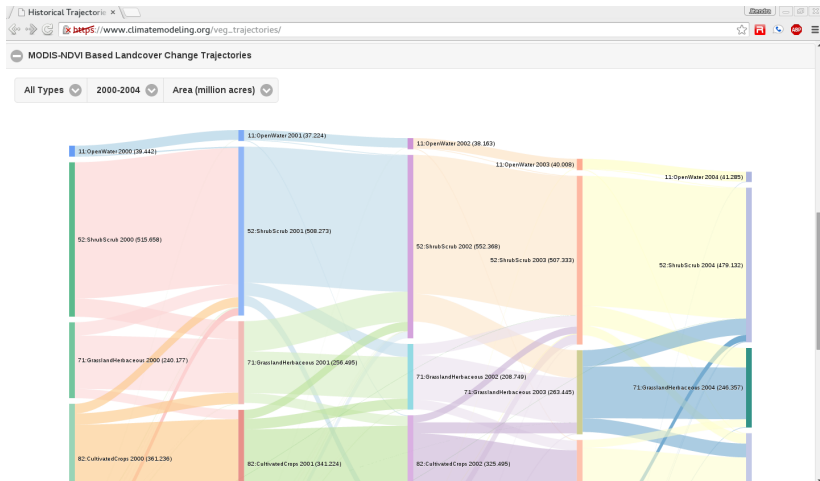 Historical Trajectorie ×
https://www.climatemodeling.org/veg_trajectories/
ABP
MODIS-NDVI Based Landcover Change Trajectories
All Types
2000-2004
Area (million acres)
11:OpenWater 2000 (39.442)
11:OpenWater 2001 (37.224)
11:OpenWater 2002 (38.163)
11:OpenWater 2003 (40.008)
11:OpenWater 2004 (41.285)
52:ShrubScrub 2000 (515.658)
52:ShrubScrub 2001 (508.273)
52:ShrubScrub 2002 (552.368)
52:ShrubScrub 2003 (507.333)
52:ShrubScrub 2004 (479.132)
71:GrasslandHerbaceous 2000 (240.177)
71:GrasslandHerbaceous 2001 (256.495)
71:GrasslandHerbaceous 2002 (208.749)
71:GrasslandHerbaceous 2003 (263.445)
71:GrasslandHerbaceous 2004 (246.357)
82:CultivatedCrops 2000 (361.236)
82:CultivatedCrops 2001 (341.224)
82:CultivatedCrops 2002 (325.495)